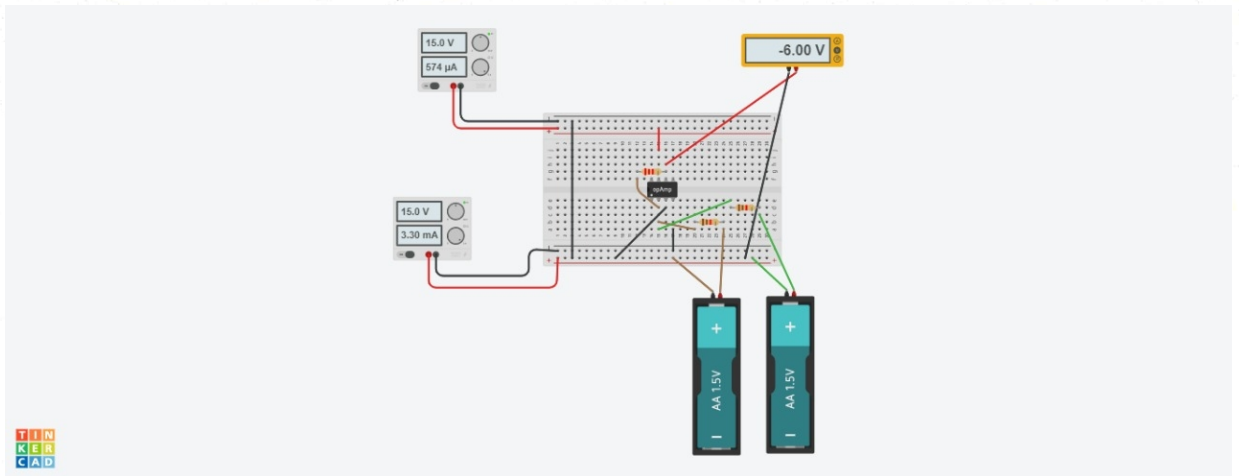 15.0 V
574 µA
-6.00 V
opAmp
15.0 V
3.30 mA
+
+
AA 1.5V
AA 1.5V
TIN
KER
CAD